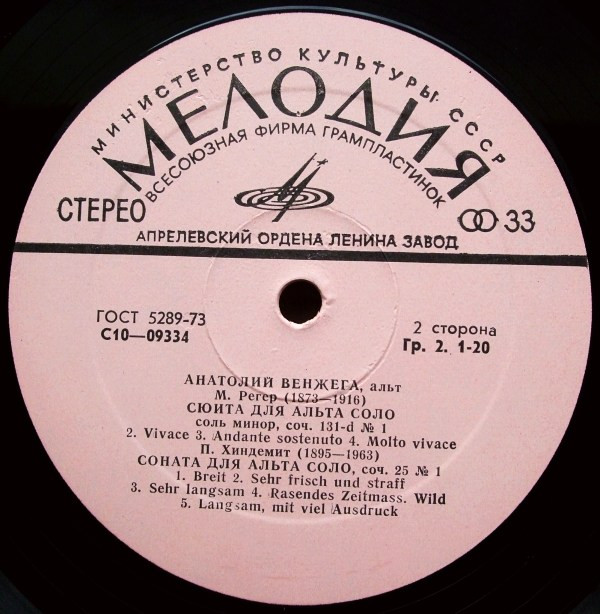 МИНИСТЕРСТВО КУЛЬТУРЫ СССР
МЕЛОДИЯ
ВСЕСОЮЗНАЯ ФИРМА ГРАМПЛАСТИНОК
СТЕРЕО
33
АПРЕЛЕВСКИЙ ОРДЕНА ЛЕНИНА ЗАВОД
ГОСТ 5289-73
С10—09334
2 сторона
Гр. 2. 1-20
АНАТОЛИЙ ВЕНЖЕГА, альт
М. Регер (1873—1916)
СЮИТА ДЛЯ АЛЬТА СОЛО
соль минор, соч. 131-d № 1
2. Vivace 3. Andante sostenuto 4. Molto vivace
П. Хиндемит (1895—1963)
СОНАТА ДЛЯ АЛЬТА СОЛО, соч. 25 № 1
1. Breit 2. Sehr frisch und straff
3. Sehr langsam 4. Rasendes Zeitmass. Wild
5. Langsam, mit viel Ausdruck